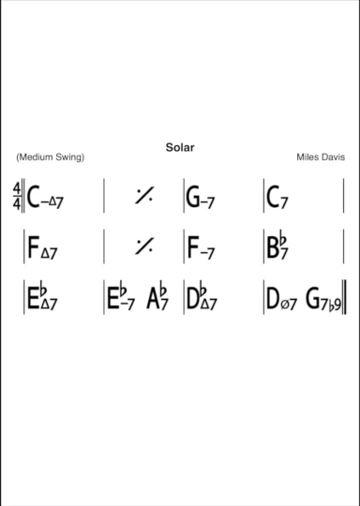 Solar
(Medium Swing) Miles Davis
4/4 C–Δ7 | 𝄎 | G–7 | C7 |
| FΔ7 | 𝄎 | F–7 | B♭7 |
| E♭Δ7 | E♭–7 A♭7 | D♭Δ7 | DØ7 G7♭9 ||